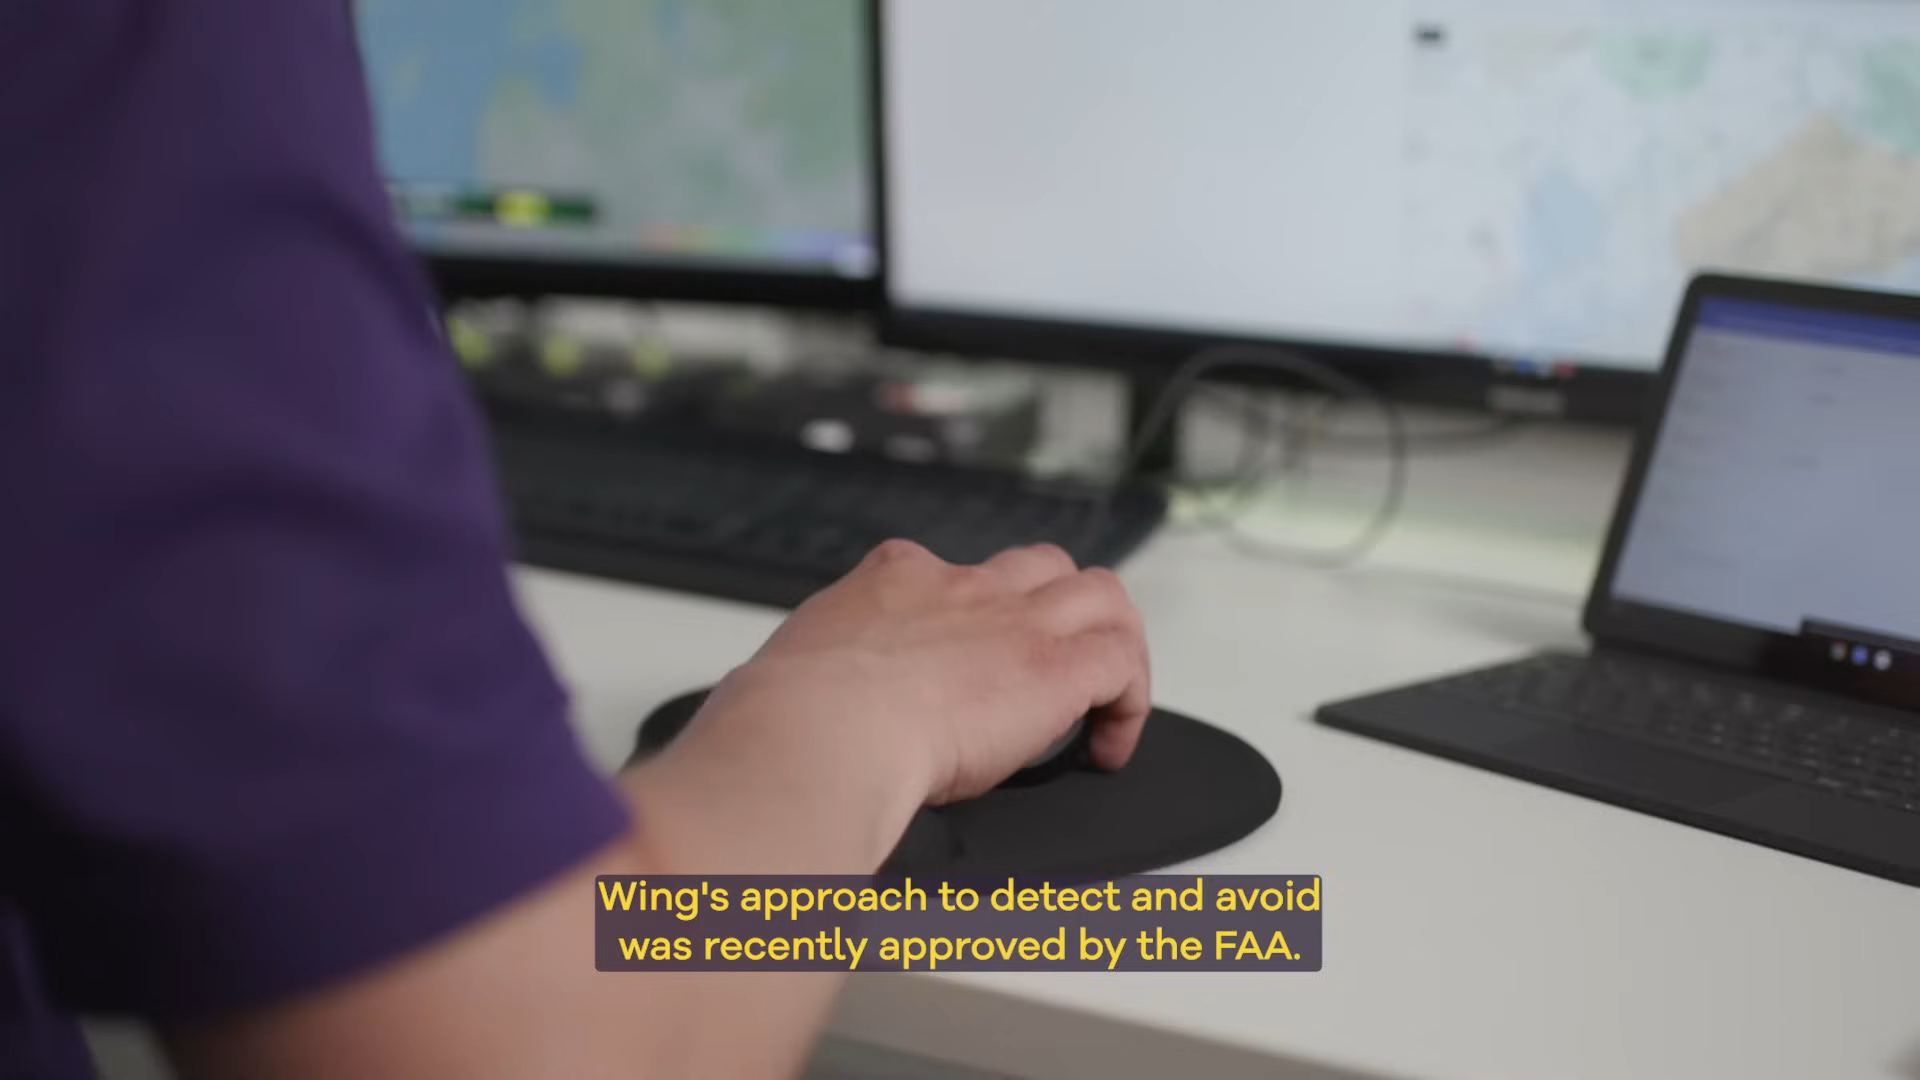 Wing's approach to detect and avoid
was recently approved by the FAA.